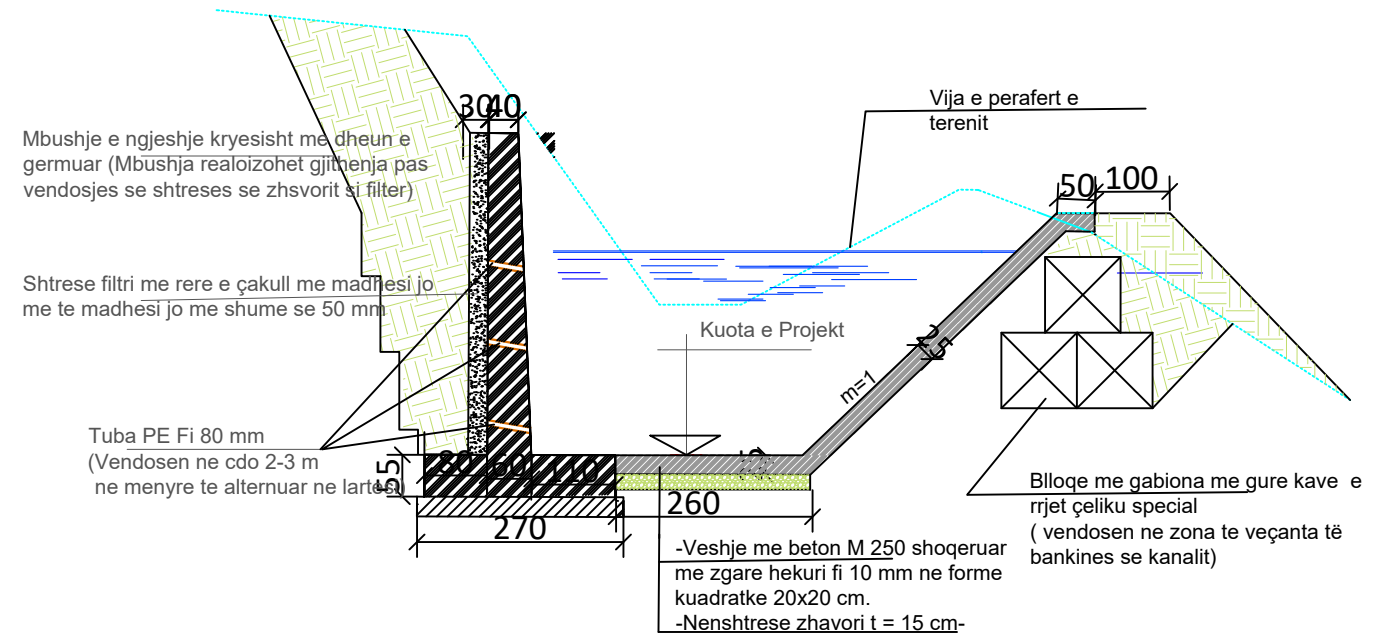 Vija e perafert e
terenit
30
40
Mbushje e ngjeshje kryesisht me dheun e
germuar (Mbushja realoizohet gjithenja pas
vendosjes se shtreses se zhsvorit si filter)
50
100
Shtrese filtri me rere e çakull me madhesi jo
me te madhesi jo me shume se 50 mm
Kuota e Projekt
25
m=1
Tuba PE Fi 80 mm
(Vendosen ne cdo 2-3 m
ne menyre te alternuar ne lartesi
55
80
60
110
15
260
270
Blloqe me gabiona me gure kave e
rrjet çeliku special
( vendosen ne zona te veçanta të
bankines se kanalit)
-Veshje me beton M 250 shoqeruar
me zgare hekuri fi 10 mm ne forme
kuadratke 20x20 cm.
-Nenshtrese zhavori t = 15 cm-